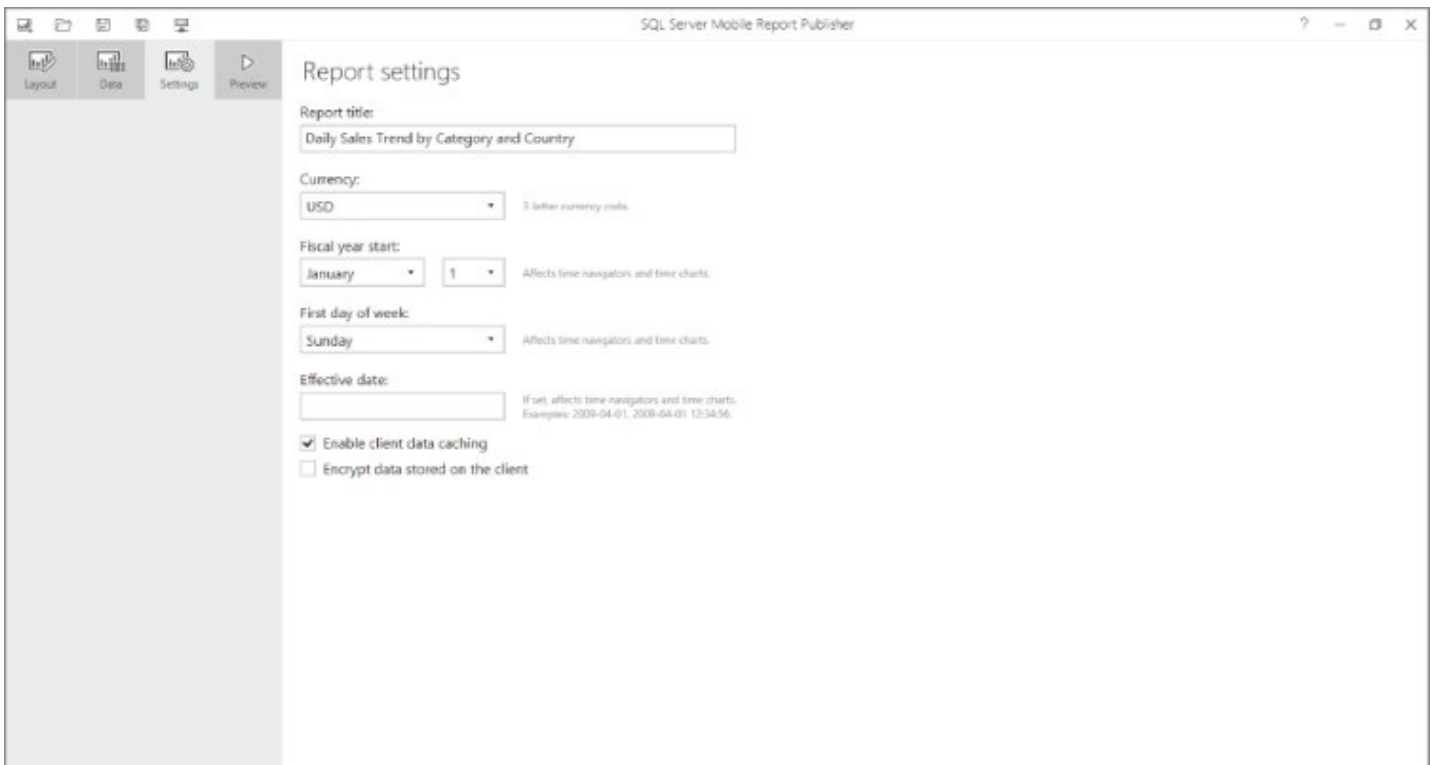 SQL Server Mobile Report Publisher
?
Layout
Data
Settings
Preview
Report settings
Report title:
Daily Sales Trend by Category and Country
Currency:
USD
3-letter currency code.
Fiscal year start:
January
1
Affects time navigators and time charts.
First day of week:
Sunday
Affects time navigators and time charts.
Effective date:
If set, affects time navigators and time charts.
Examples: 2009-04-01, 2009-04-01 12:34:56.
Enable client data caching
Encrypt data stored on the client